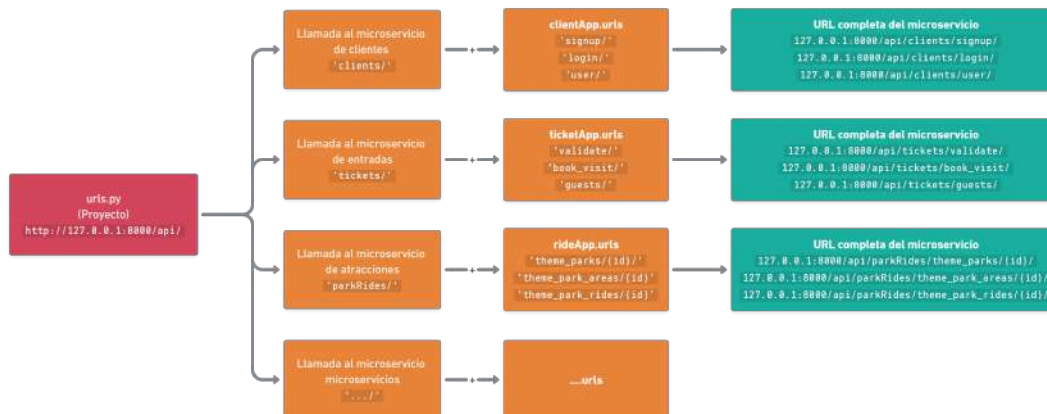 urls.py
(Proyecto)
http://127.0.0.1:8000/api/
Llamada al microservicio
de clientes
'clients/'
+
clientApp.urls
'signup/'
'login/'
'user/'
URL completa del microservicio
127.0.0.1:8000/api/clients/signup/
127.0.0.1:8000/api/clients/login/
127.0.0.1:8000/api/clients/user/
Llamada al microservicio
de entradas
'tickets/'
+
ticketApp.urls
'validate/'
'book_visit/'
'guests/'
URL completa del microservicio
127.0.0.1:8000/api/tickets/validate/
127.0.0.1:8000/api/tickets/book_visit/
127.0.0.1:8000/api/tickets/guests/
Llamada al microservicio
de atracciones
'parkRides/'
+
rideApp.urls
'theme_parks/(id)/'
'theme_park_areas/(id)'
'theme_park_rides/(id)'
URL completa del microservicio
127.0.0.1:8000/api/parkRides/theme_parks/(id)/
127.0.0.1:8000/api/parkRides/theme_park_areas/(id)/
127.0.0.1:8000/api/parkRides/theme_park_rides/(id)/
Llamada al microservicio
microservicios
'.../'
+
....urls